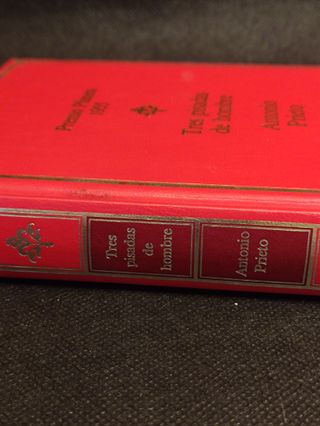 Premio Planeta
1955
Tres pisadas
de hombre
Antonio
Prieto
Tres
pisadas
de
hombre
Antonio
Prieto